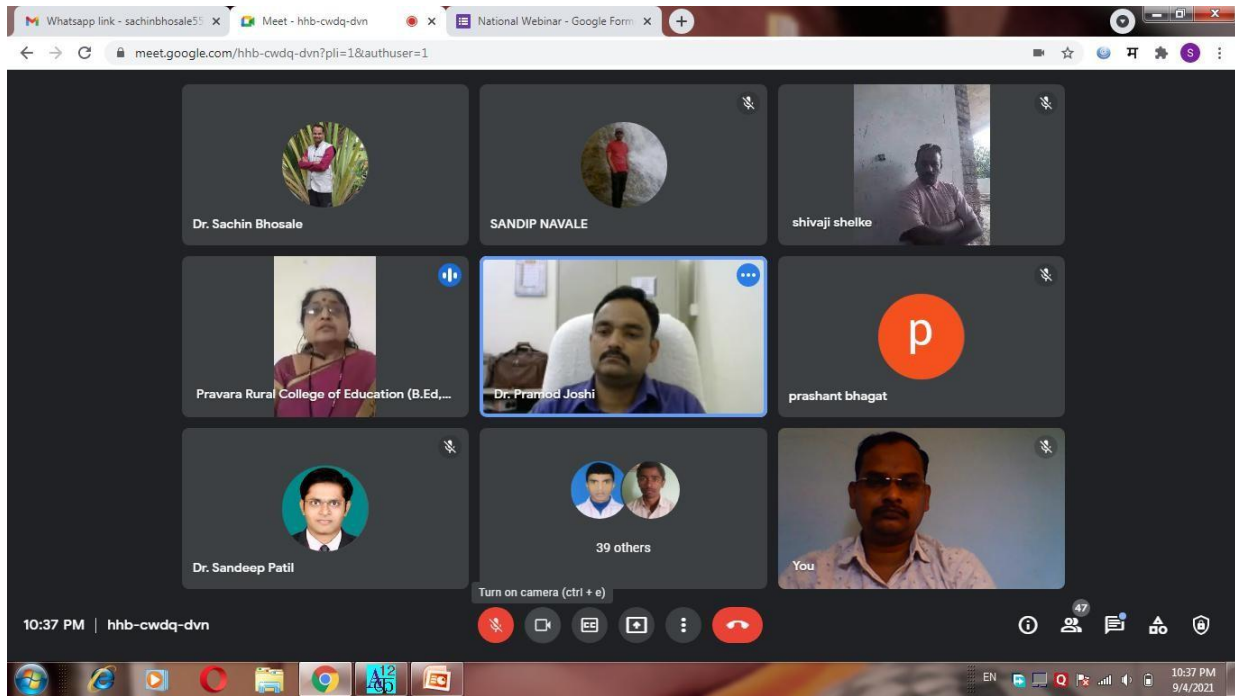 Whatsapp link - sachinbhosale55
Meet - hhb-cwdq-dvn
National Webinar - Google Form
meet.google.com/hhb-cwdq-dvn?pli=1&authuser=1
म
S
Dr. Sachin Bhosale
SANDIP NAVALE
shivaji shelke
Pravara Rural College of Education (B.Ed,...
Dr. Pramod Joshi
p
prashant bhagat
Dr. Sandeep Patil
39 others
You
Turn on camera (ctrl + e)
10:37 PM | hhb-cwdq-dvn
47
EN
10:37 PM
9/4/2021